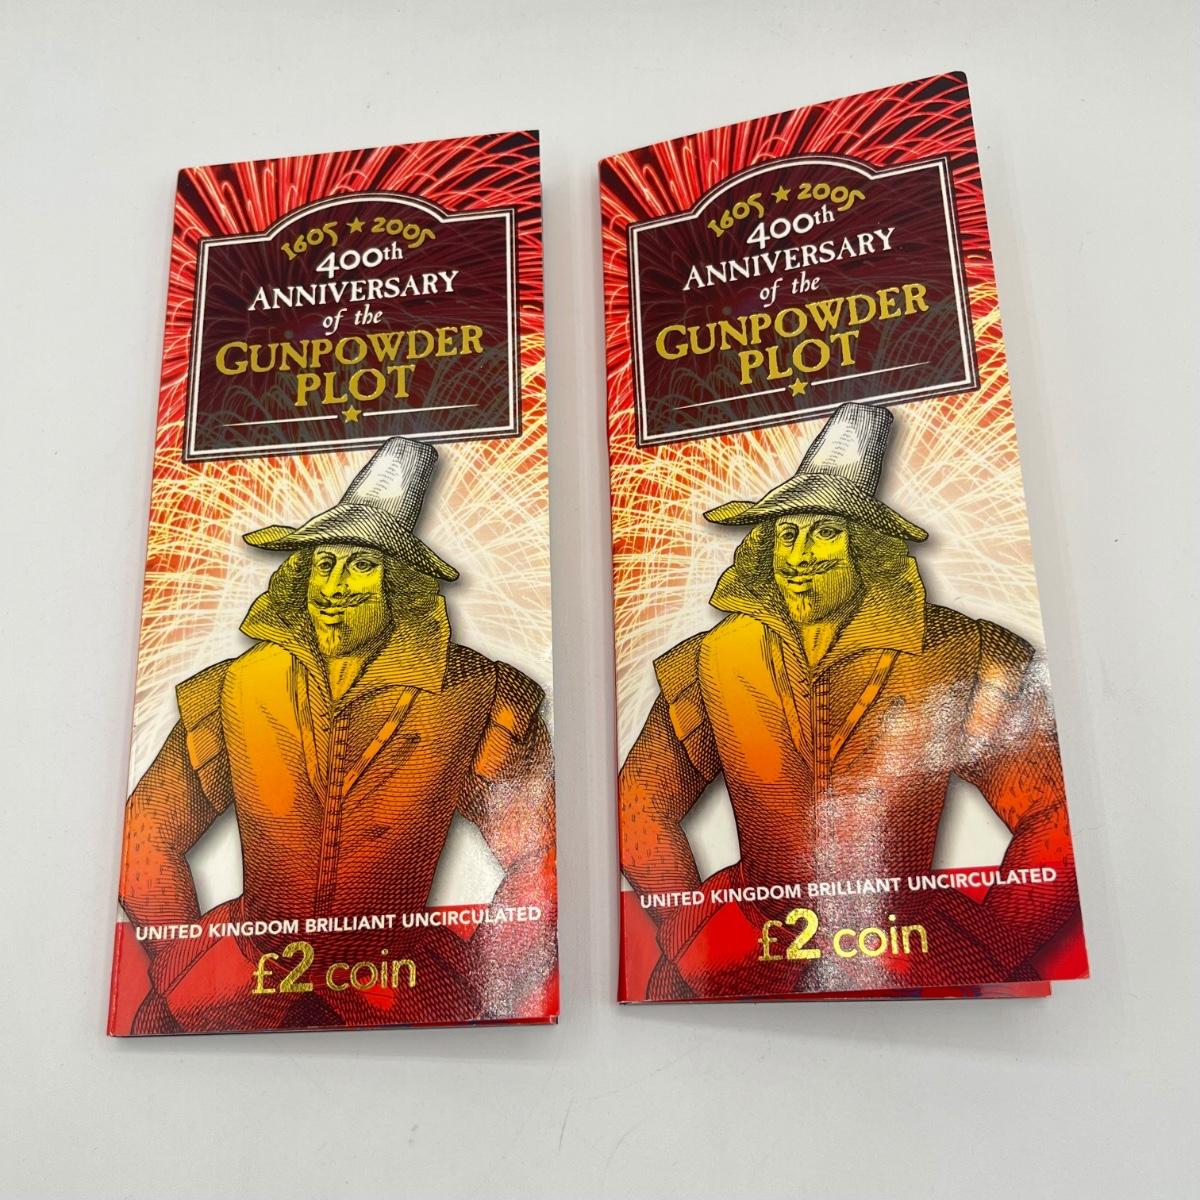 1605 ★ 2005
400th
ANNIVERSARY
of the
GUNPOWDER
PLOT
UNITED KINGDOM BRILLIANT UNCIRCULATED
£2 coin
1605 ★ 2005
400th
ANNIVERSARY
of the
GUNPOWDER
PLOT
UNITED KINGDOM BRILLIANT UNCIRCULATED
£2 coin